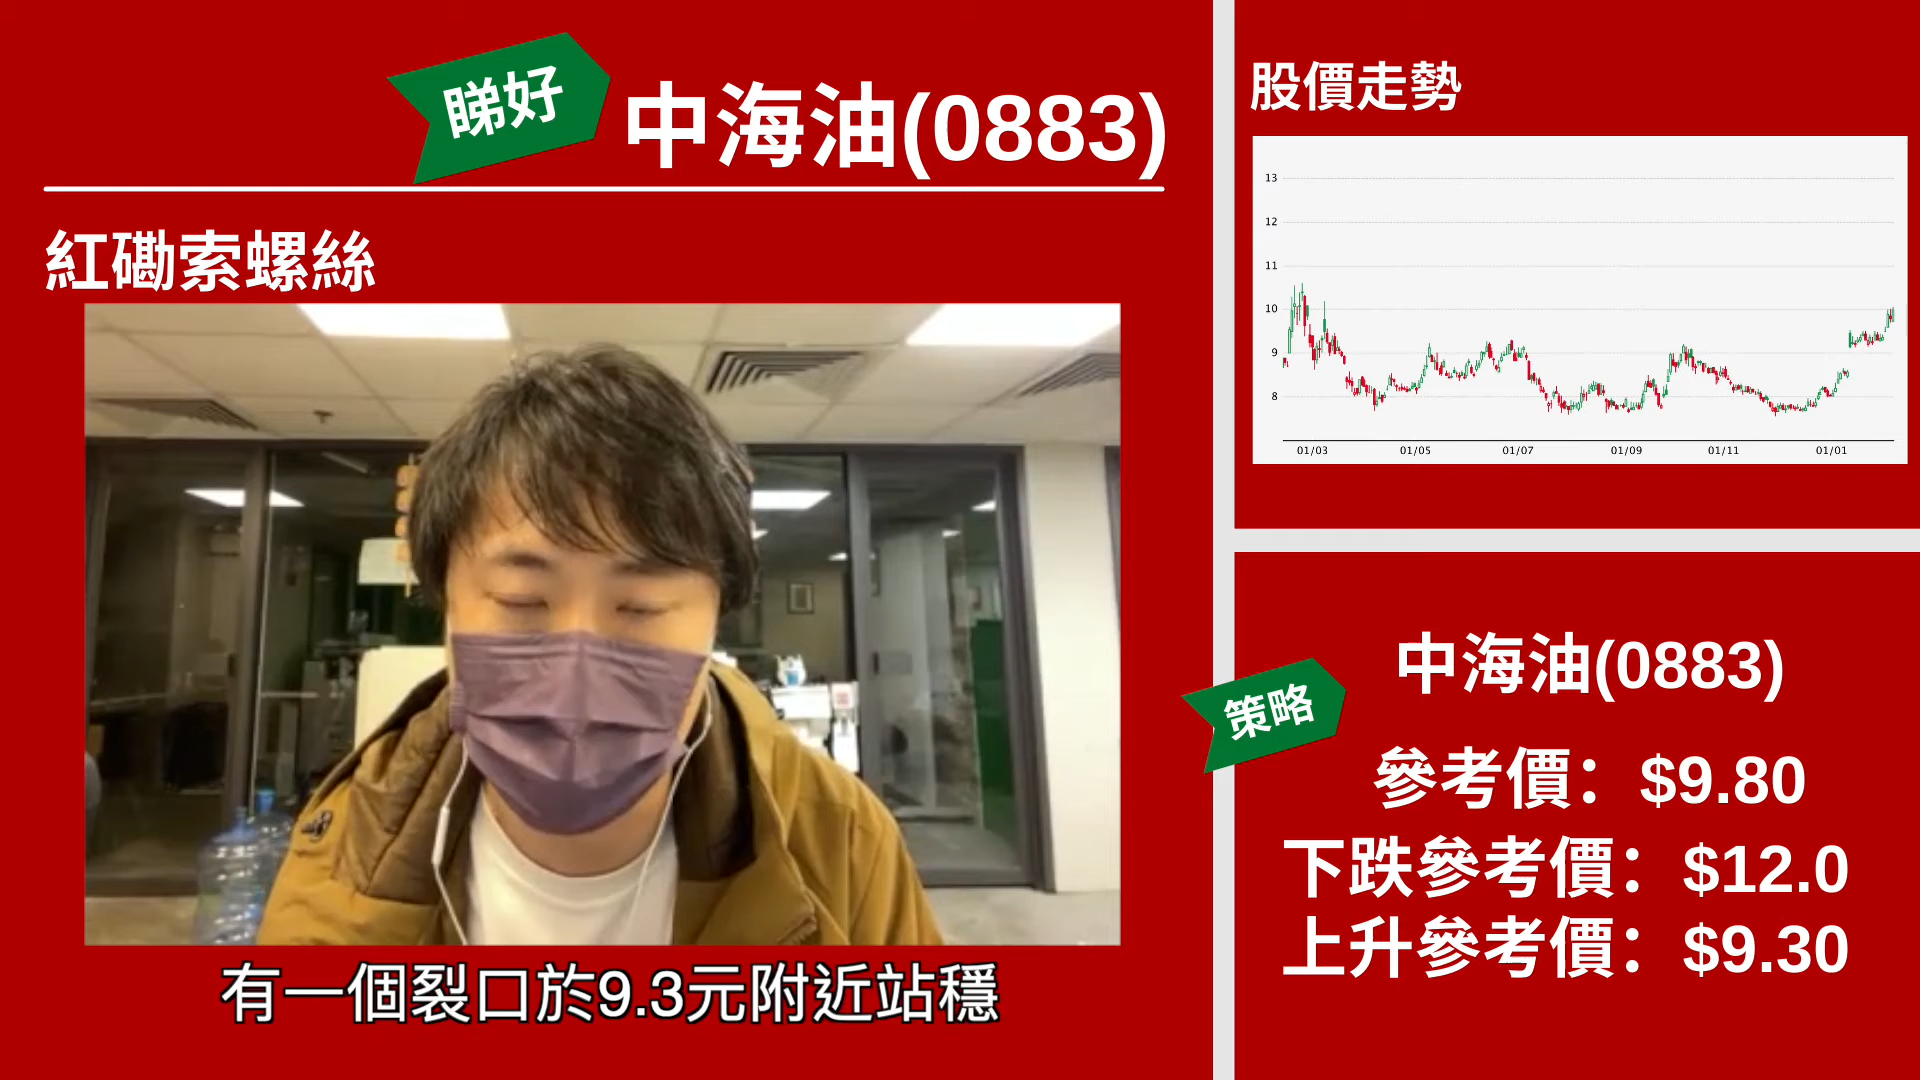 睇好
中海油(0883)
紅磡索螺絲
有一個裂口於9.3元附近站穩
股價走勢
13
12
11
10
9
8
01/03
01/05
01/07
01/09
01/11
01/01
策略
中海油(0883)
參考價：$9.80
下跌參考價：$12.0
上升參考價：$9.30